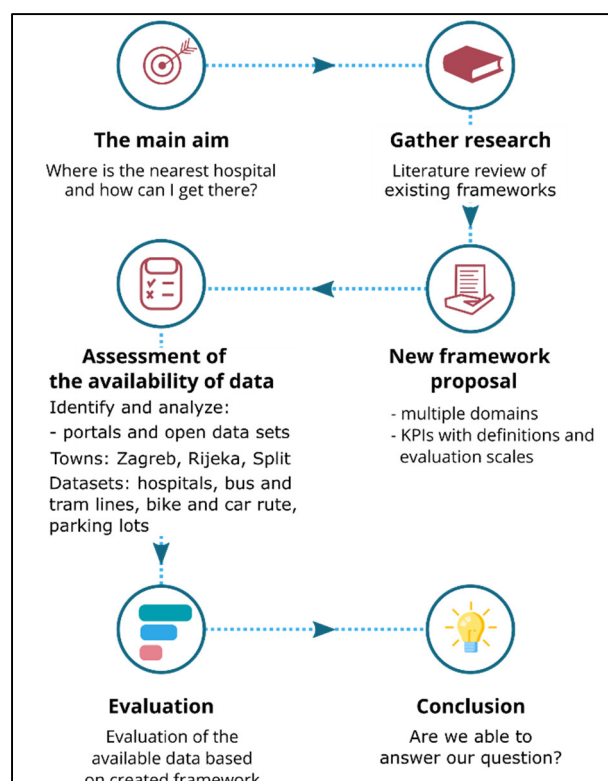 The main aim
Where is the nearest hospital
and how can I get there?
Gather research
Literature review of
existing frameworks
New framework
proposal
- multiple domains
- KPIs with definitions and
evaluation scales
Assessment of
the availability of data
Identify and analyze:
- portals and open data sets
Towns: Zagreb, Rijeka, Split
Datasets: hospitals, bus and
tram lines, bike and car rute,
parking lots
Evaluation
Evaluation of the
available data based
on created framework
Conclusion
Are we able to
answer our question?